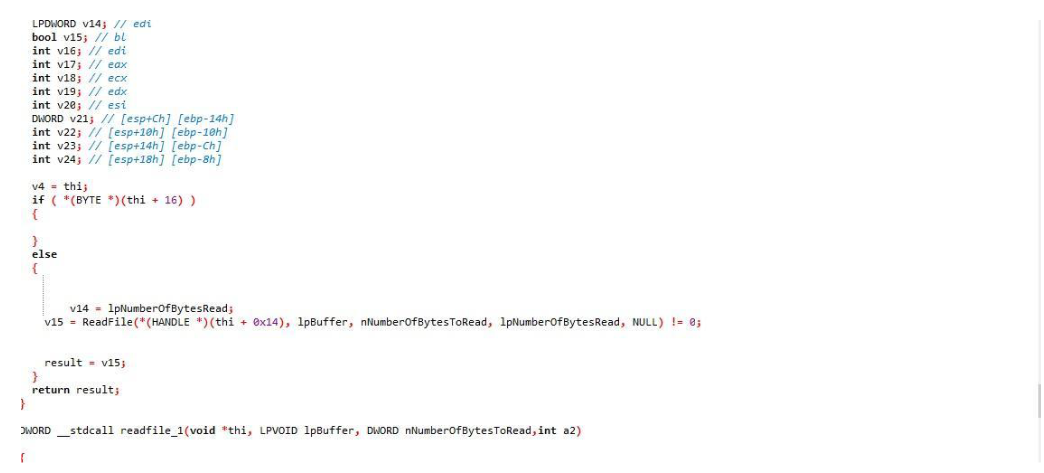 LPDWORD v14; // edi
bool v15; // bl
int v16; // edi
int v17; // eax
int v18; // ecx
int v19; // edx
int v20; // esi
DWORD v21; // [esp+Ch] [ebp-14h]
int v22; // [esp+10h] [ebp-10h]
int v23; // [esp+14h] [ebp-Ch]
int v24; // [esp+18h] [ebp-8h]
v4 = thi;
if ( *(BYTE *)(thi + 16) )
{
}
else
{
v14 = lpNumberOfBytesRead;
v15 = ReadFile(*(HANDLE *)(thi + 0x14), lpBuffer, nNumberOfBytesToRead, lpNumberOfBytesRead, NULL) != 0;
result = v15;
}
return result;
}
DWORD __stdcall readfile_1(void *thi, LPVOID lpBuffer, DWORD nNumberOfBytesToRead,int a2)
{